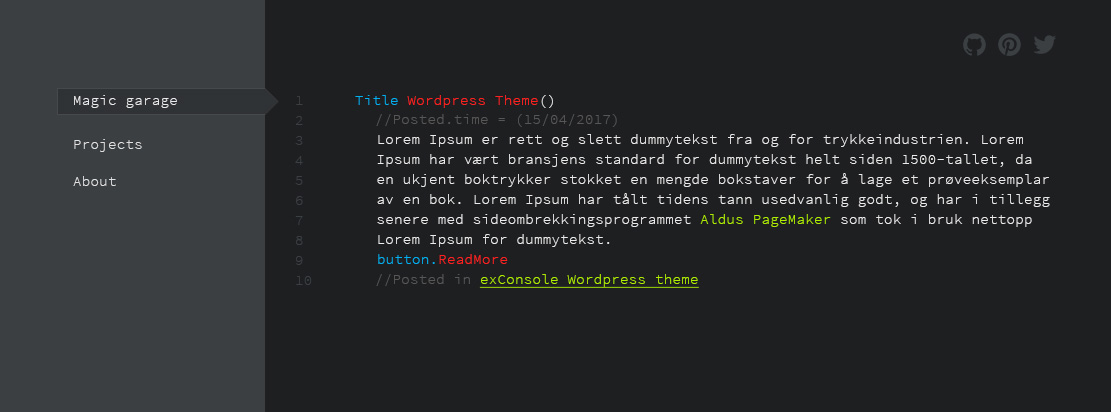 Magic garage
Projects
About
1 Title Wordpress Theme()
2 //Posted.time = (15/04/2017)
3 Lorem Ipsum er rett og slett dummytekst fra og for trykkeindustrien. Lorem
4 Ipsum har vært bransjens standard for dummytekst helt siden 1500-tallet, da
5 en ukjent boktrykker stokket en mengde bokstaver for å lage et prøveeksemplar
6 av en bok. Lorem Ipsum har tålt tidens tann usedvanlig godt, og har i tillegg
7 senere med sideombrekkingsprogrammet Aldus PageMaker som tok i bruk nettopp
8 Lorem Ipsum for dummytekst.
9 button.ReadMore
10 //Posted in exConsole Wordpress theme